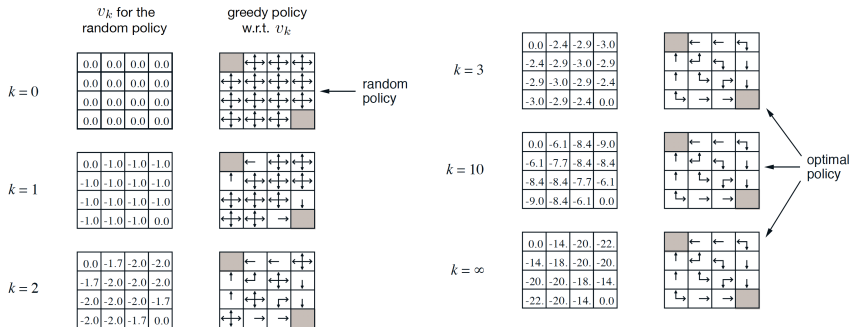 v_k for the
random policy
greedy policy
w.r.t. v_k
k = 0
0.0 0.0 0.0 0.0
0.0 0.0 0.0 0.0
0.0 0.0 0.0 0.0
0.0 0.0 0.0 0.0
random
policy
k = 1
0.0 -1.0 -1.0 -1.0
-1.0 -1.0 -1.0 -1.0
-1.0 -1.0 -1.0 -1.0
-1.0 -1.0 -1.0 0.0
k = 2
0.0 -1.7 -2.0 -2.0
-1.7 -2.0 -2.0 -2.0
-2.0 -2.0 -2.0 -1.7
-2.0 -2.0 -1.7 0.0
k = 3
0.0 -2.4 -2.9 -3.0
-2.4 -2.9 -3.0 -2.9
-2.9 -3.0 -2.9 -2.4
-3.0 -2.9 -2.4 0.0
k = 10
0.0 -6.1 -8.4 -9.0
-6.1 -7.7 -8.4 -8.4
-8.4 -8.4 -7.7 -6.1
-9.0 -8.4 -6.1 0.0
optimal
policy
k = ∞
0.0 -14. -20. -22.
-14. -18. -20. -20.
-20. -20. -18. -14.
-22. -20. -14. 0.0